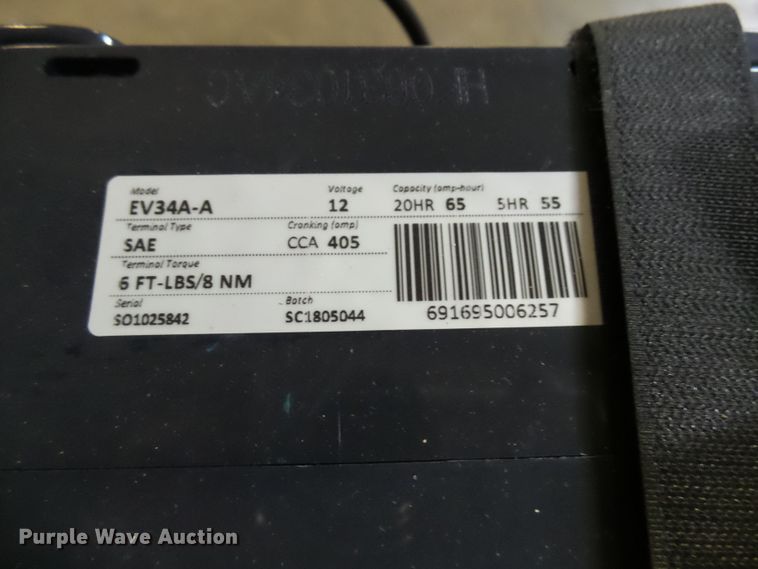 Model Voltage Capacity (amp-hour)
EV34A-A 12 20HR 65 5HR 55
Terminal Type Cranking (amp)
SAE CCA 405
Terminal Torque
6 FT-LBS/8 NM
Serial Batch
SO1025842 SC1805044 691695006257
Purple Wave Auction